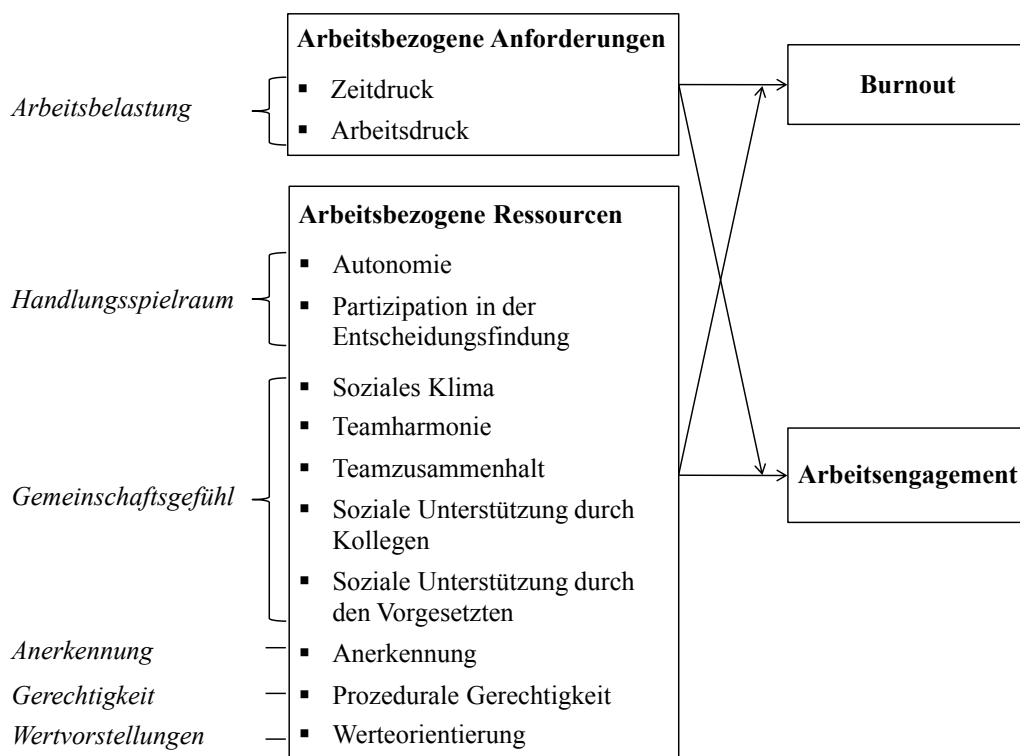 Arbeitsbezogene Anforderungen
Arbeitsbelastung
▪ Zeitdruck
▪ Arbeitsdruck
Burnout
Arbeitsbezogene Ressourcen
Handlungsspielraum
▪ Autonomie
▪ Partizipation in der
Entscheidungsfindung
Gemeinschaftsgefühl
▪ Soziales Klima
▪ Teamharmonie
▪ Teamzusammenhalt
▪ Soziale Unterstützung durch
Kollegen
▪ Soziale Unterstützung durch
den Vorgesetzten
Anerkennung
▪ Anerkennung
Gerechtigkeit
▪ Prozedurale Gerechtigkeit
Wertvorstellungen
▪ Werteorientierung
Arbeitsengagement